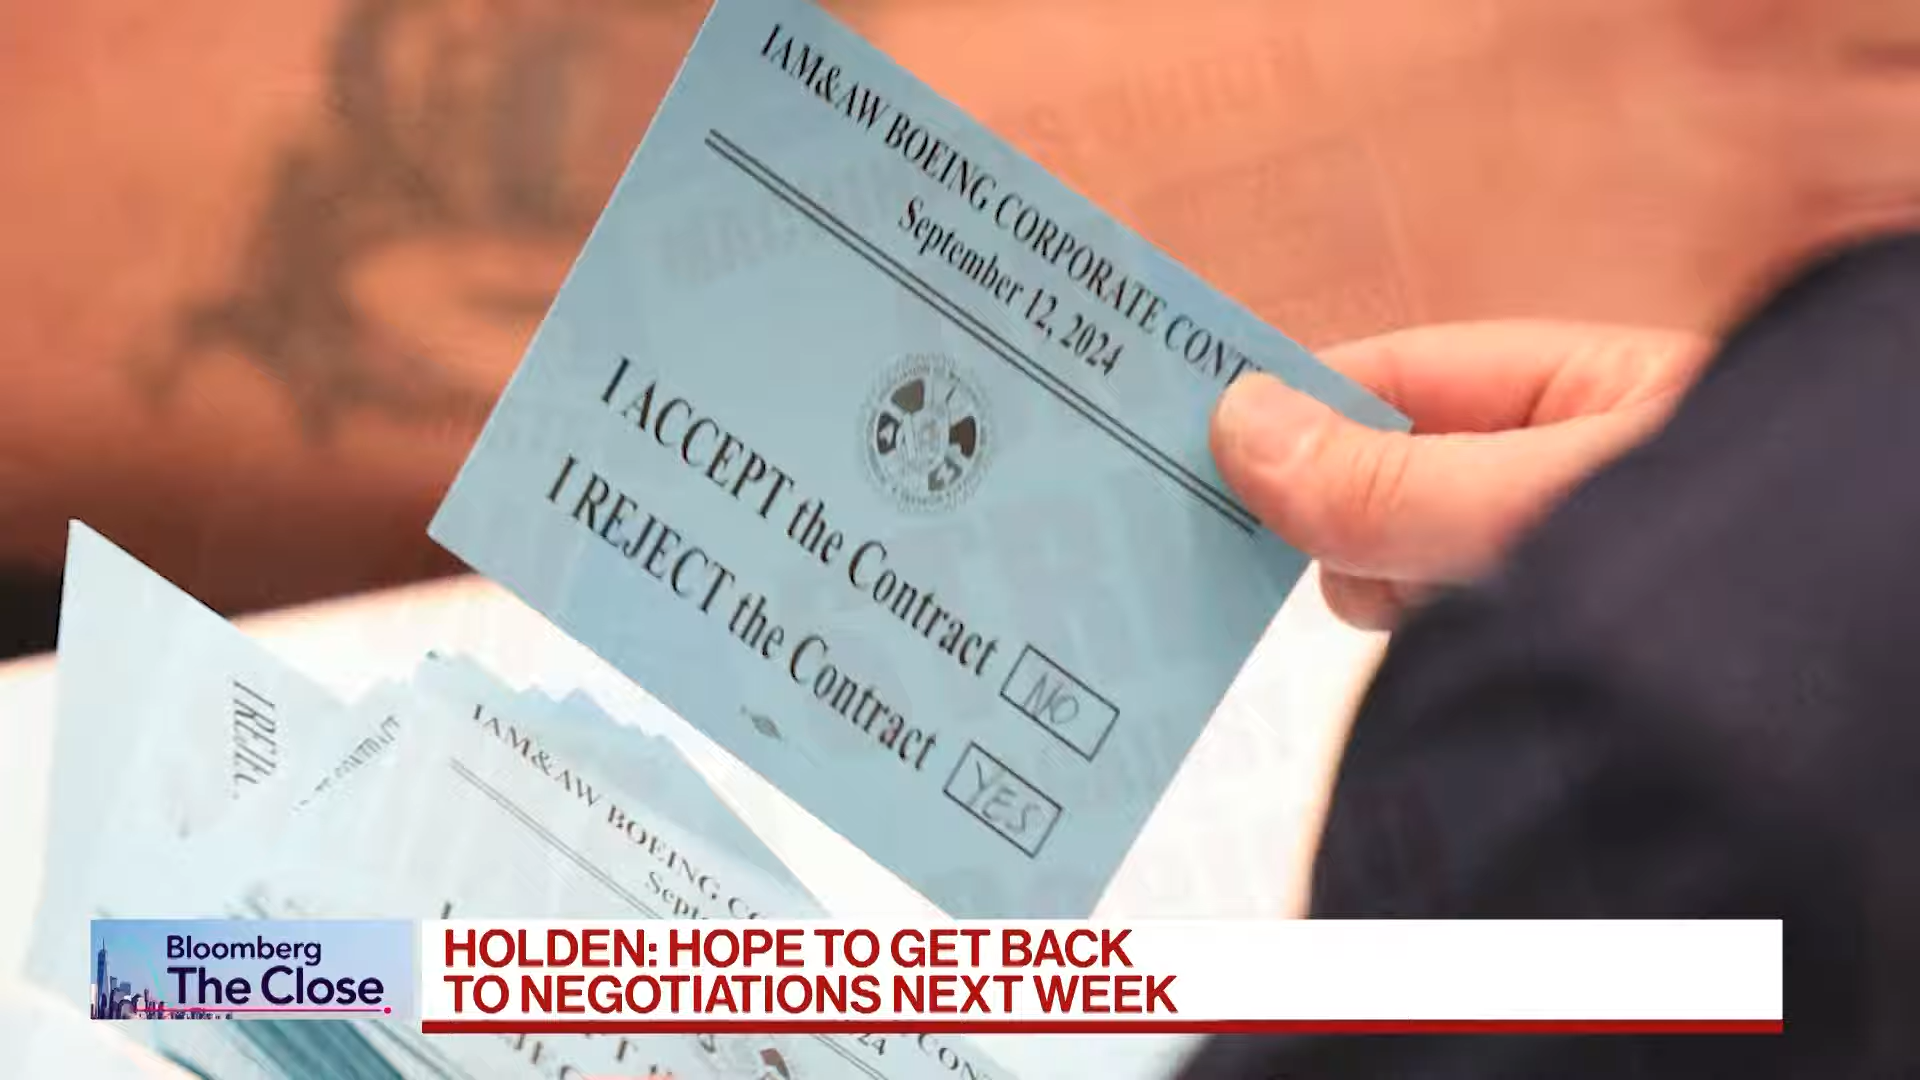 IAM&AW BOEING CORPORATE
September 12, 2024
I ACCEPT the Contract NO
I REJECT the Contract YES
IAM&AW BOEING
Bloomberg
The Close
HOLDEN: HOPE TO GET BACK
TO NEGOTIATIONS NEXT WEEK